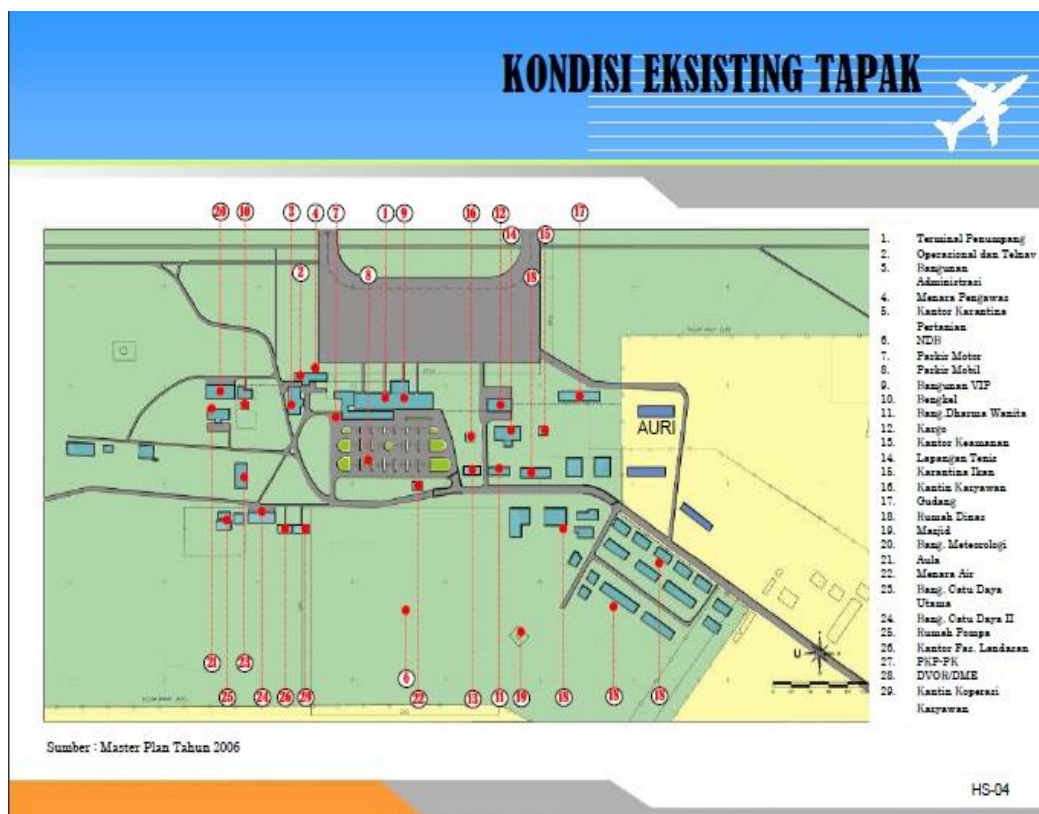 KONDISI EKSISTING TAPAK
20 10 3 4 7 1 9 16 12 17
14 15
8 18
2
AURI
U
21 23 6 18 18 18
25 24 26 29 22 13 11 19
1. Terminal Penumpang
2. Operasional dan Telnav
3. Bangunan
Administrasi
4. Menara Pengawas
5. Kantor Karantina
Pertanian
6. NDB
7. Parkir Motor
8. Parkir Mobil
9. Bangunan VIP
10. Bengkel
11. Bang.Dharma Wanita
12. Kargo
13. Kantor Keamanan
14. Lapangan Tenis
15. Karantina Ikan
16. Kantin Karyawan
17. Gudang
18. Rumah Dinas
19. Masjid
20. Bang. Meteorologi
21. Aula
22. Menara Air
23. Bang. Catu Daya
Utama
24. Bang. Catu Daya II
25. Rumah Pompa
26. Kantor Fas. Landasan
27. PKP-PK
28. DVOR/DME
29. Kantin Koperasi
Karyawan
Sumber : Master Plan Tahun 2006
HS-04